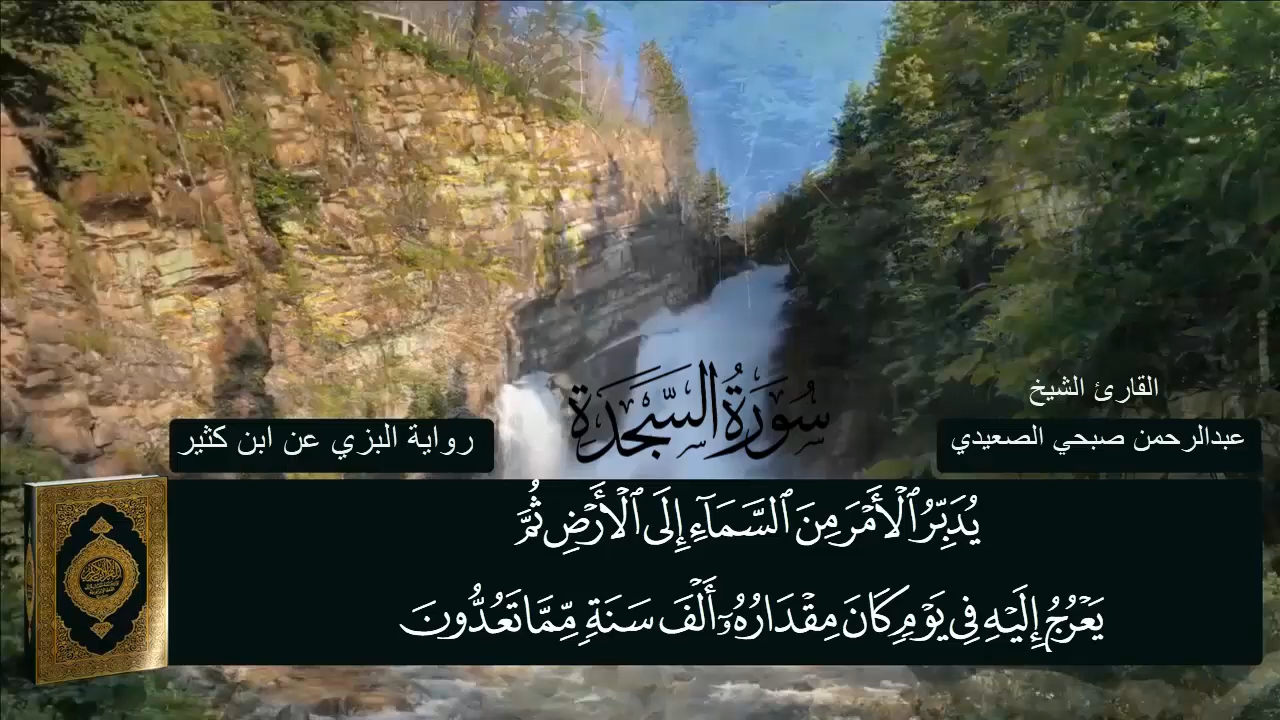 القارئ الشيخ
عبدالرحمن صبحي الصعيدي
سُورَةُ السَّجْدَةِ
رواية البزي عن ابن كثير
يُدَبِّرُ ٱلْأَمْرَ مِنَ ٱلسَّمَآءِ إِلَى ٱلْأَرْضِ ثُمَّ
يَعْرُجُ إِلَيْهِ فِي يَوْمٍ كَانَ مِقْدَارُهُۥٓ أَلْفَ سَنَةٍ مِّمَّا تَعُدُّونَ